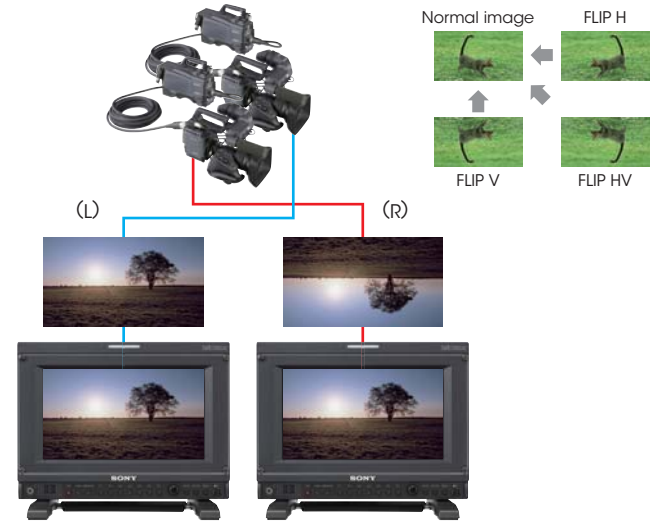 Normal image
FLIP H
FLIP V
FLIP HV
(L)
(R)
SONY
SONY